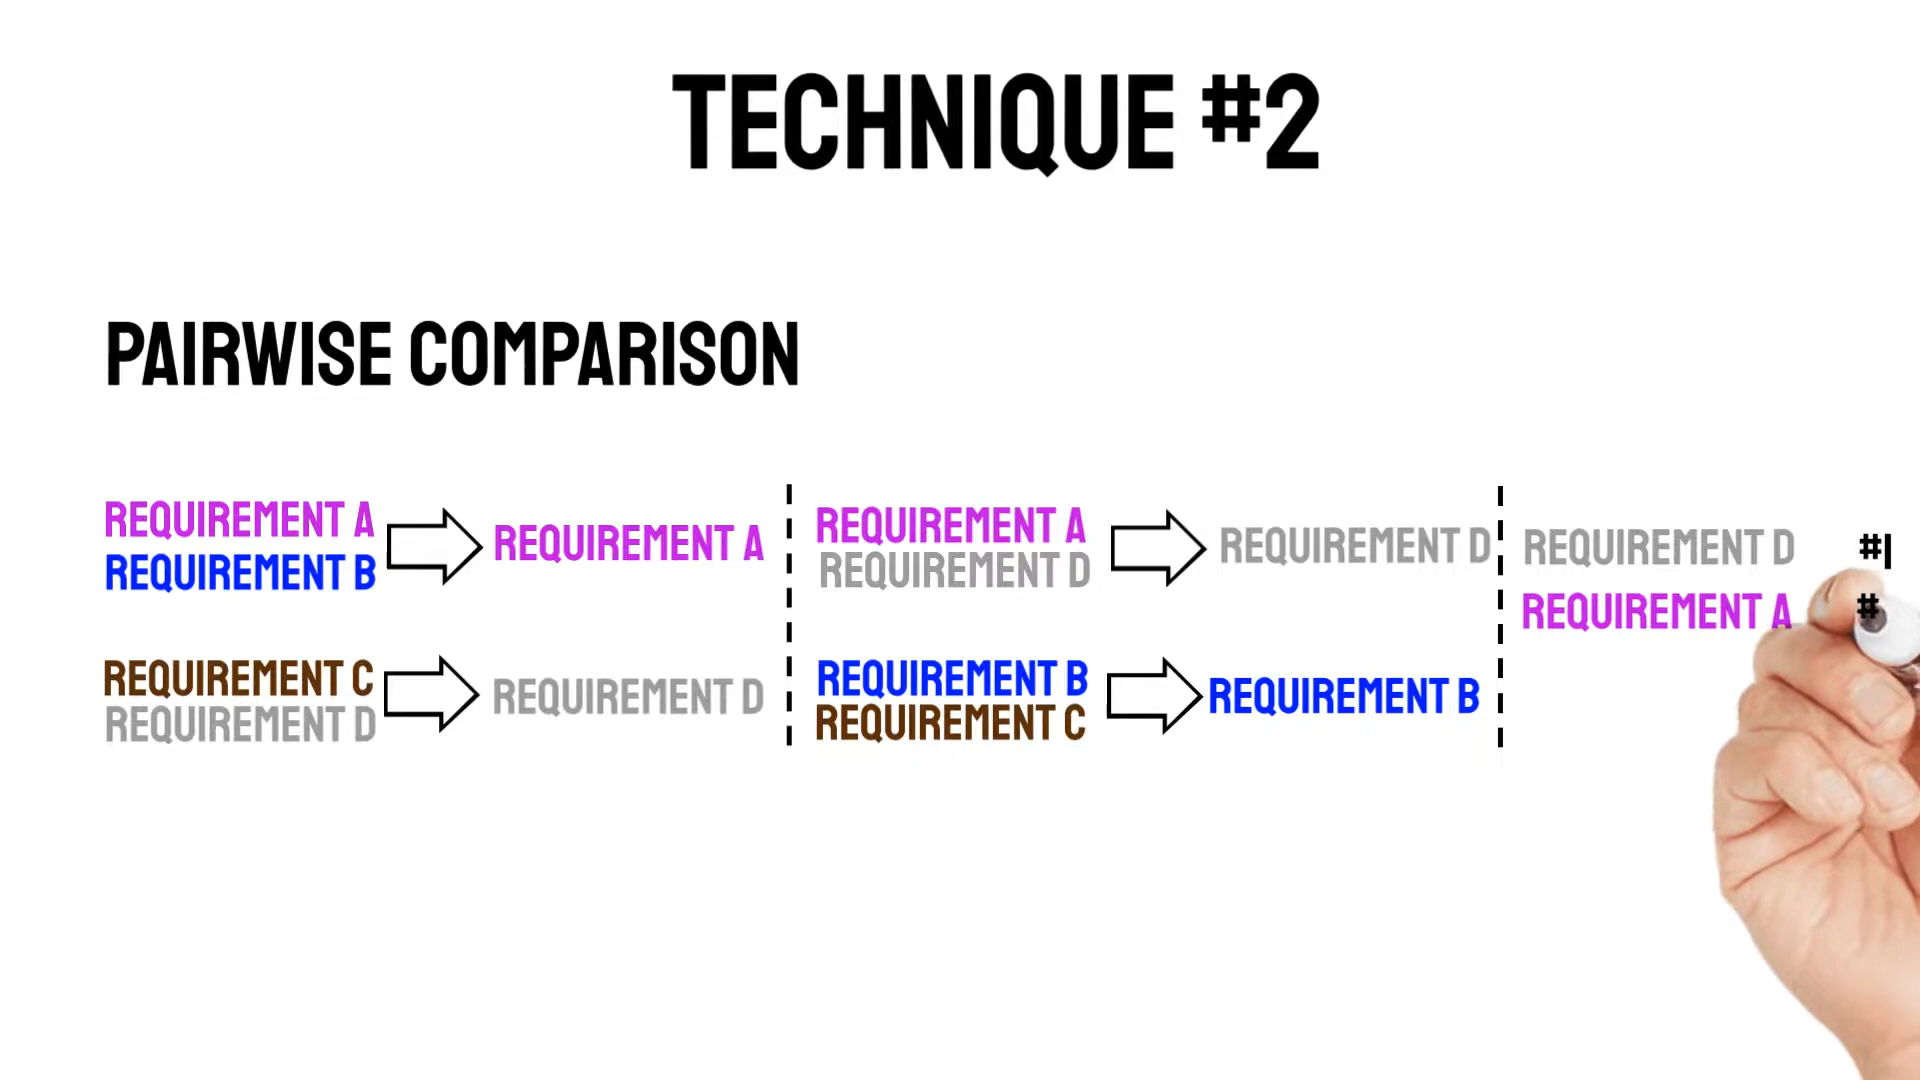 TECHNIQUE #2
PAIRWISE COMPARISON
REQUIREMENT A
REQUIREMENT B
REQUIREMENT A
REQUIREMENT C
REQUIREMENT D
REQUIREMENT D
REQUIREMENT A
REQUIREMENT D
REQUIREMENT D
REQUIREMENT B
REQUIREMENT C
REQUIREMENT B
REQUIREMENT D #1
REQUIREMENT A #